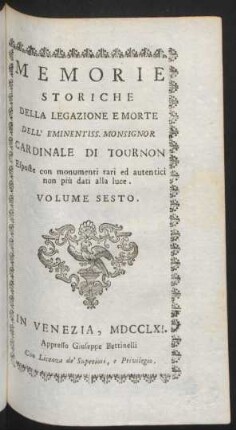 MEMORIE
STORICHE
DELLA LEGAZIONE E MORTE
DELL' EMINENTISS. MONSIGNOR
CARDINALE DI TOURNON
Esposte con monumenti rari ed autentici
non più dati alla luce.
VOLUME SESTO.
IN VENEZIA, MDCCLXI.
Appresso Giuseppe Bettinelli
Con Licenza de' Superiori, e Privilegio.